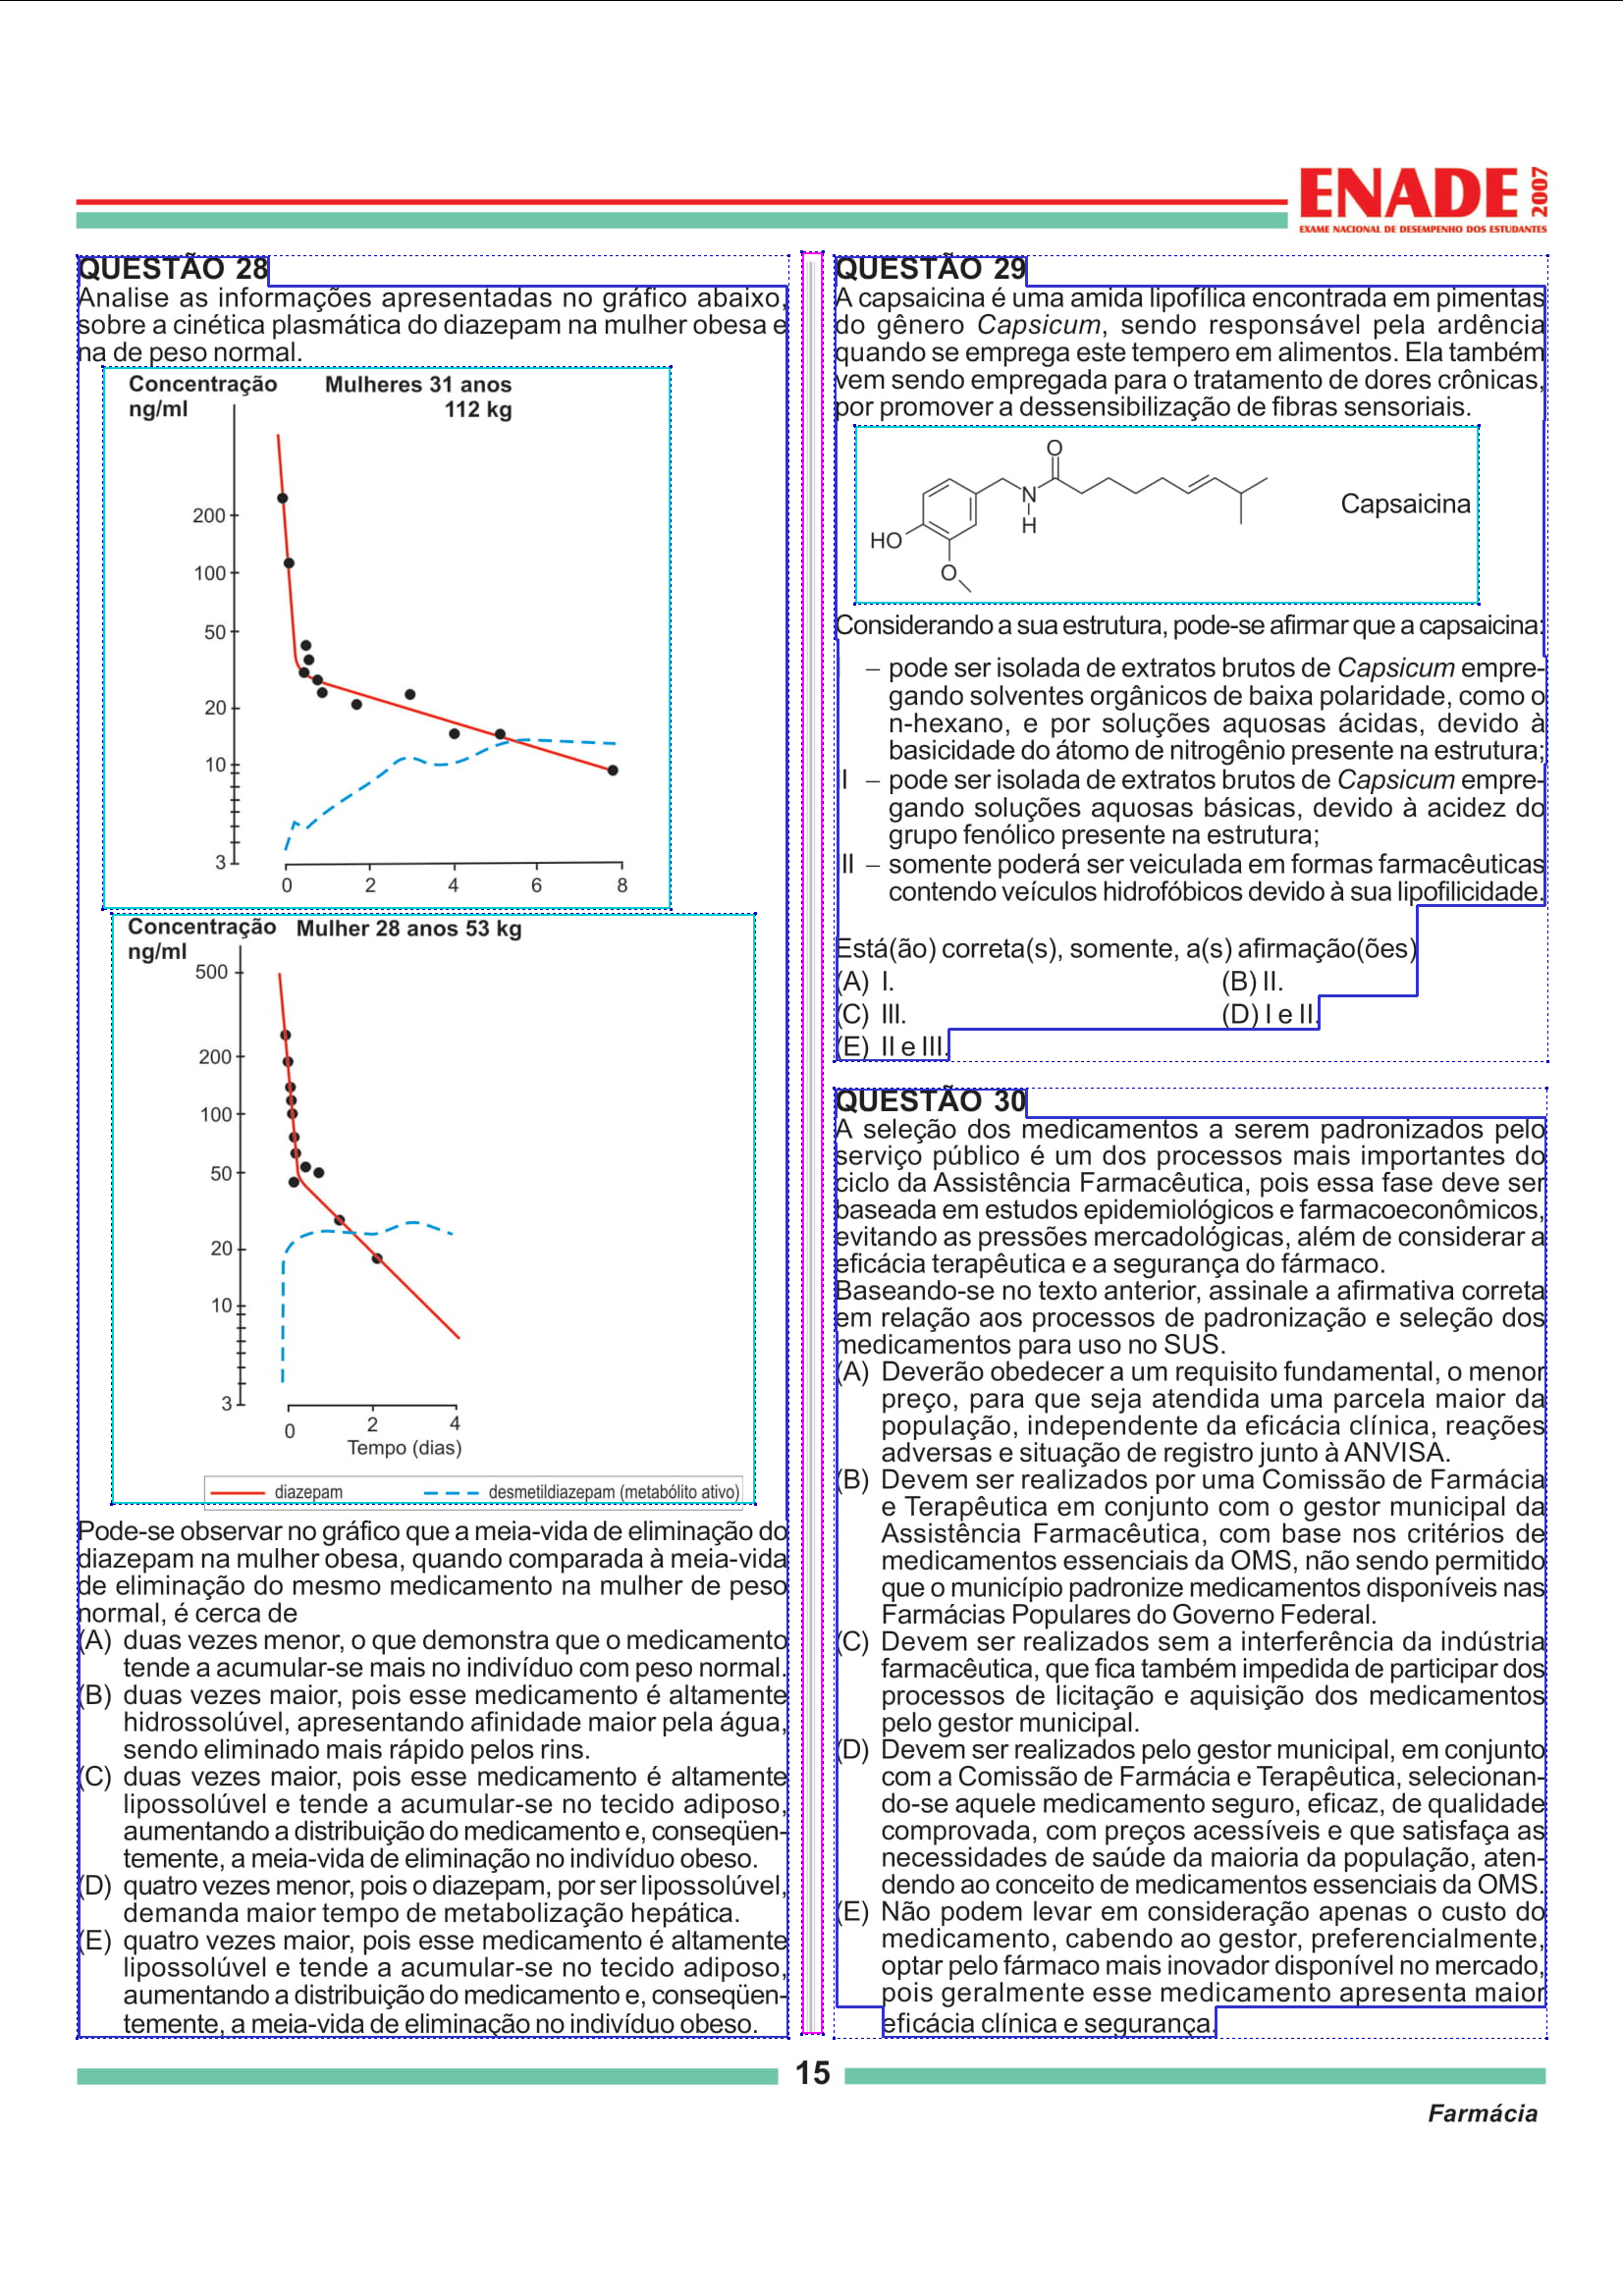 ENADE 2007
EXAME NACIONAL DE DESEMPENHO DOS ESTUDANTES
QUESTÃO 28
Analise as informações apresentadas no gráfico abaixo,
sobre a cinética plasmática do diazepam na mulher obesa e
na de peso normal.
Concentração Mulheres 31 anos
ng/ml 112 kg
200
100
50
20
10
3
0 2 4 6 8
Concentração Mulher 28 anos 53 kg
ng/ml
500
200
100
50
20
10
3
0 2 4
Tempo (dias)
diazepam desmetildiazepam (metabólito ativo)
Pode-se observar no gráfico que a meia-vida de eliminação do
diazepam na mulher obesa, quando comparada à meia-vida
de eliminação do mesmo medicamento na mulher de peso
normal, é cerca de
(A) duas vezes menor, o que demonstra que o medicamento
tende a acumular-se mais no indivíduo com peso normal.
(B) duas vezes maior, pois esse medicamento é altamente
hidrossolúvel, apresentando afinidade maior pela água,
sendo eliminado mais rápido pelos rins.
(C) duas vezes maior, pois esse medicamento é altamente
lipossolúvel e tende a acumular-se no tecido adiposo,
aumentando a distribuição do medicamento e, conseqüen-
temente, a meia-vida de eliminação no indivíduo obeso.
(D) quatro vezes menor, pois o diazepam, por ser lipossolúvel,
demanda maior tempo de metabolização hepática.
(E) quatro vezes maior, pois esse medicamento é altamente
lipossolúvel e tende a acumular-se no tecido adiposo,
aumentando a distribuição do medicamento e, conseqüen-
temente, a meia-vida de eliminação no indivíduo obeso.
QUESTÃO 29
A capsaicina é uma amida lipofílica encontrada em pimentas
do gênero Capsicum, sendo responsável pela ardência
quando se emprega este tempero em alimentos. Ela também
vem sendo empregada para o tratamento de dores crônicas,
por promover a dessensibilização de fibras sensoriais.
O
N
H
HO
O
Capsaicina
Considerando a sua estrutura, pode-se afirmar que a capsaicina:
– pode ser isolada de extratos brutos de Capsicum empre-
gando solventes orgânicos de baixa polaridade, como o
n-hexano, e por soluções aquosas ácidas, devido à
basicidade do átomo de nitrogênio presente na estrutura;
I – pode ser isolada de extratos brutos de Capsicum empre-
gando soluções aquosas básicas, devido à acidez do
grupo fenólico presente na estrutura;
II – somente poderá ser veiculada em formas farmacêuticas
contendo veículos hidrofóbicos devido à sua lipofilicidade.
Está(ão) correta(s), somente, a(s) afirmação(ões)
(A) I. (B) II.
(C) III. (D) I e II.
(E) II e III.
QUESTÃO 30
A seleção dos medicamentos a serem padronizados pelo
serviço público é um dos processos mais importantes do
ciclo da Assistência Farmacêutica, pois essa fase deve ser
baseada em estudos epidemiológicos e farmacoeconômicos,
evitando as pressões mercadológicas, além de considerar a
eficácia terapêutica e a segurança do fármaco.
Baseando-se no texto anterior, assinale a afirmativa correta
em relação aos processos de padronização e seleção dos
medicamentos para uso no SUS.
(A) Deverão obedecer a um requisito fundamental, o menor
preço, para que seja atendida uma parcela maior da
população, independente da eficácia clínica, reações
adversas e situação de registro junto à ANVISA.
(B) Devem ser realizados por uma Comissão de Farmácia
e Terapêutica em conjunto com o gestor municipal da
Assistência Farmacêutica, com base nos critérios de
medicamentos essenciais da OMS, não sendo permitido
que o município padronize medicamentos disponíveis nas
Farmácias Populares do Governo Federal.
(C) Devem ser realizados sem a interferência da indústria
farmacêutica, que fica também impedida de participar dos
processos de licitação e aquisição dos medicamentos
pelo gestor municipal.
(D) Devem ser realizados pelo gestor municipal, em conjunto
com a Comissão de Farmácia e Terapêutica, selecionan-
do-se aquele medicamento seguro, eficaz, de qualidade
comprovada, com preços acessíveis e que satisfaça as
necessidades de saúde da maioria da população, aten-
dendo ao conceito de medicamentos essenciais da OMS.
(E) Não podem levar em consideração apenas o custo do
medicamento, cabendo ao gestor, preferencialmente,
optar pelo fármaco mais inovador disponível no mercado,
pois geralmente esse medicamento apresenta maior
eficácia clínica e segurança.
15
Farmácia